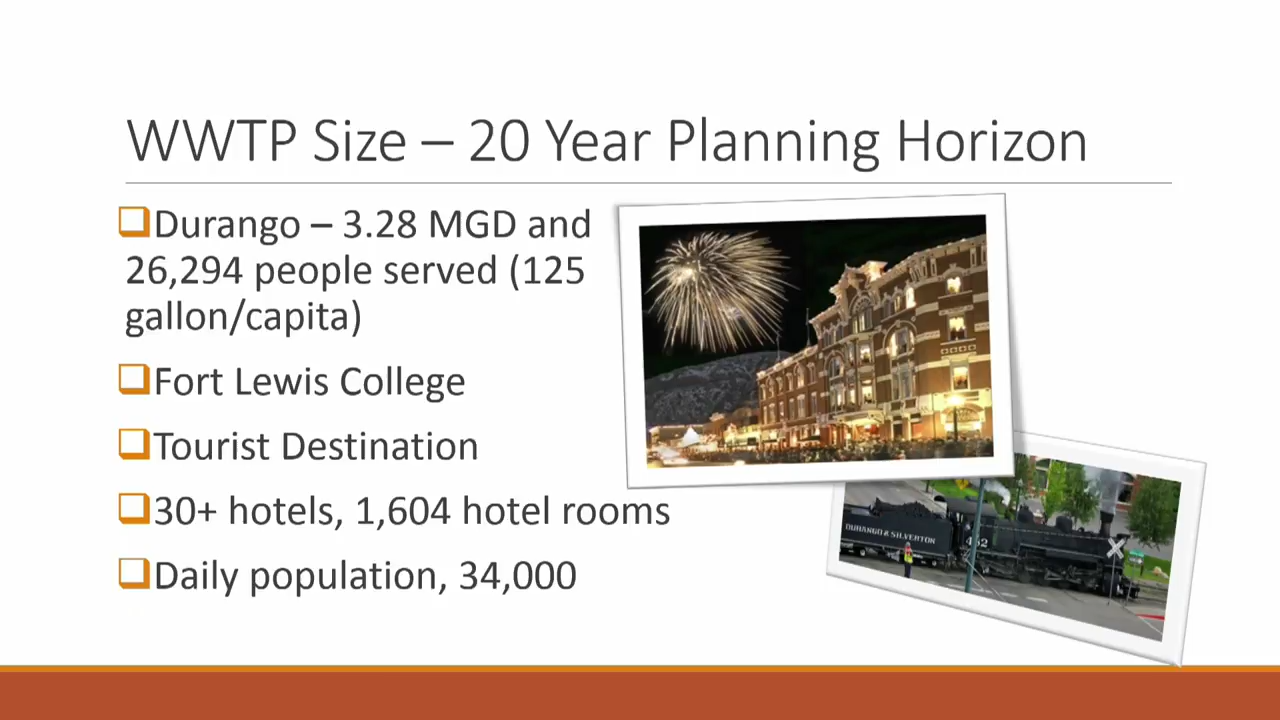 WWTP Size – 20 Year Planning Horizon
Durango – 3.28 MGD and
26,294 people served (125
gallon/capita)
Fort Lewis College
Tourist Destination
30+ hotels, 1,604 hotel rooms
Daily population, 34,000
DURANGO & SILVERTON